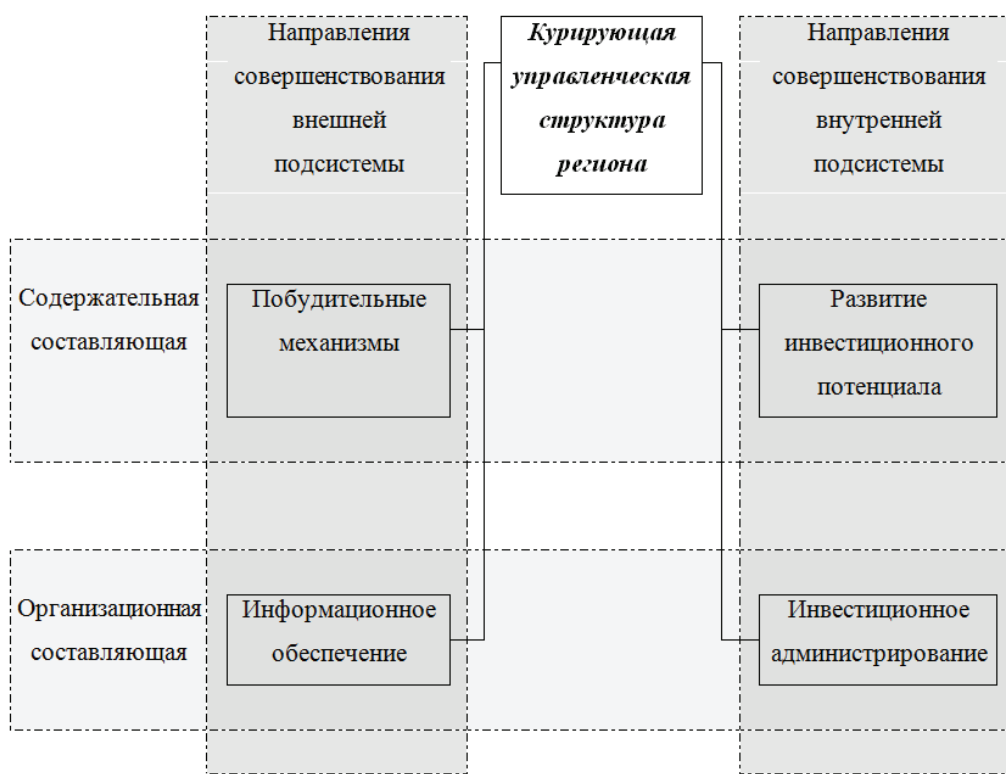 Направления
совершенствования
внешней
подсистемы
Курирующая
управленческая
структура
региона
Направления
совершенствования
внутренней
подсистемы
Содержательная
составляющая
Побудительные
механизмы
Развитие
инвестиционного
потенциала
Организационная
составляющая
Информационное
обеспечение
Инвестиционное
администрирование